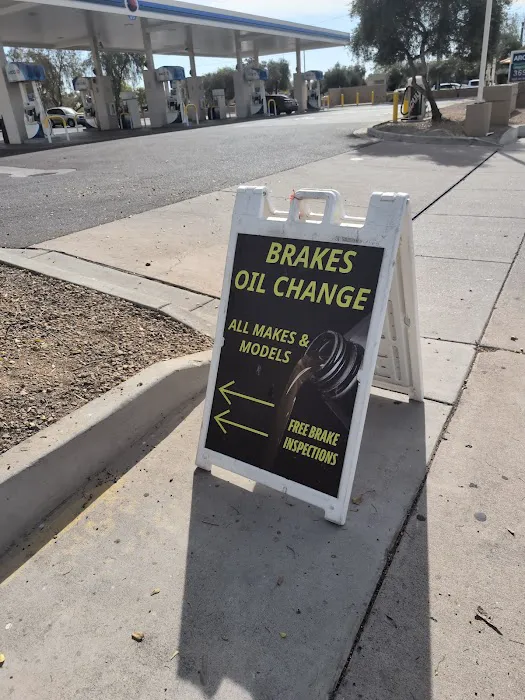 BRAKES
OIL CHANGE
ALL MAKES &
MODELS
FREE BRAKE
INSPECTIONS